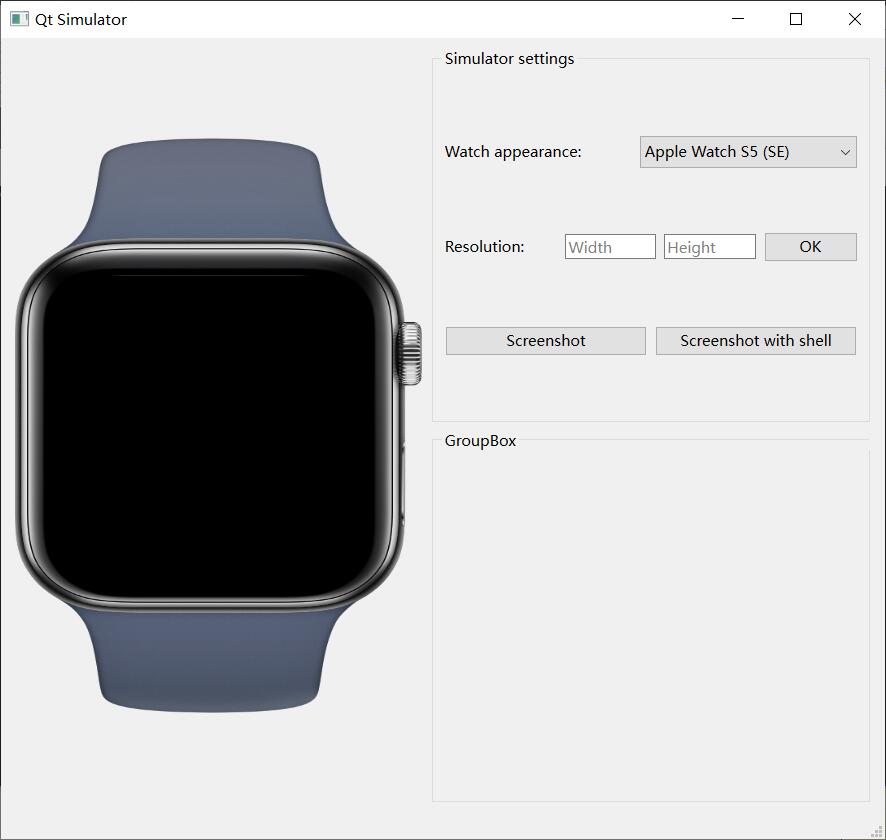 Qt Simulator
Simulator settings
Watch appearance: Apple Watch S5 (SE)
Resolution: Width Height OK
Screenshot Screenshot with shell
GroupBox